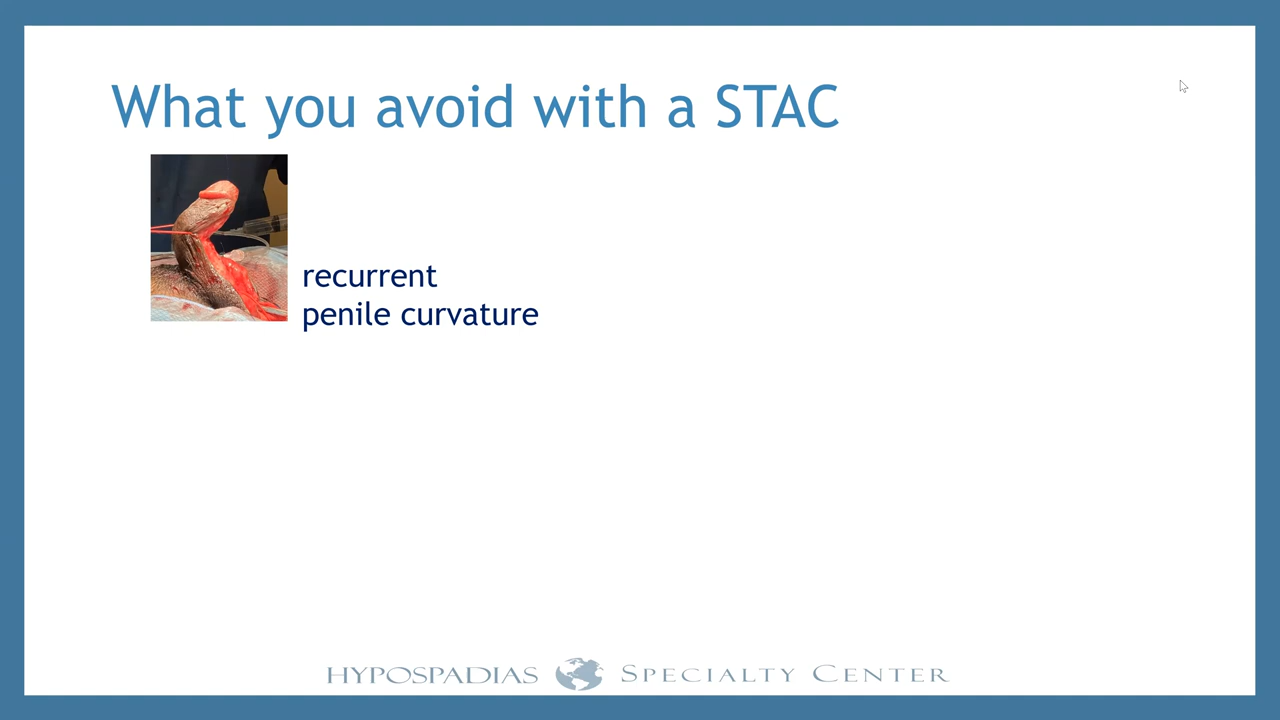 What you avoid with a STAC
recurrent
penile curvature
HYPOSPADIAS SPECIALTY CENTER